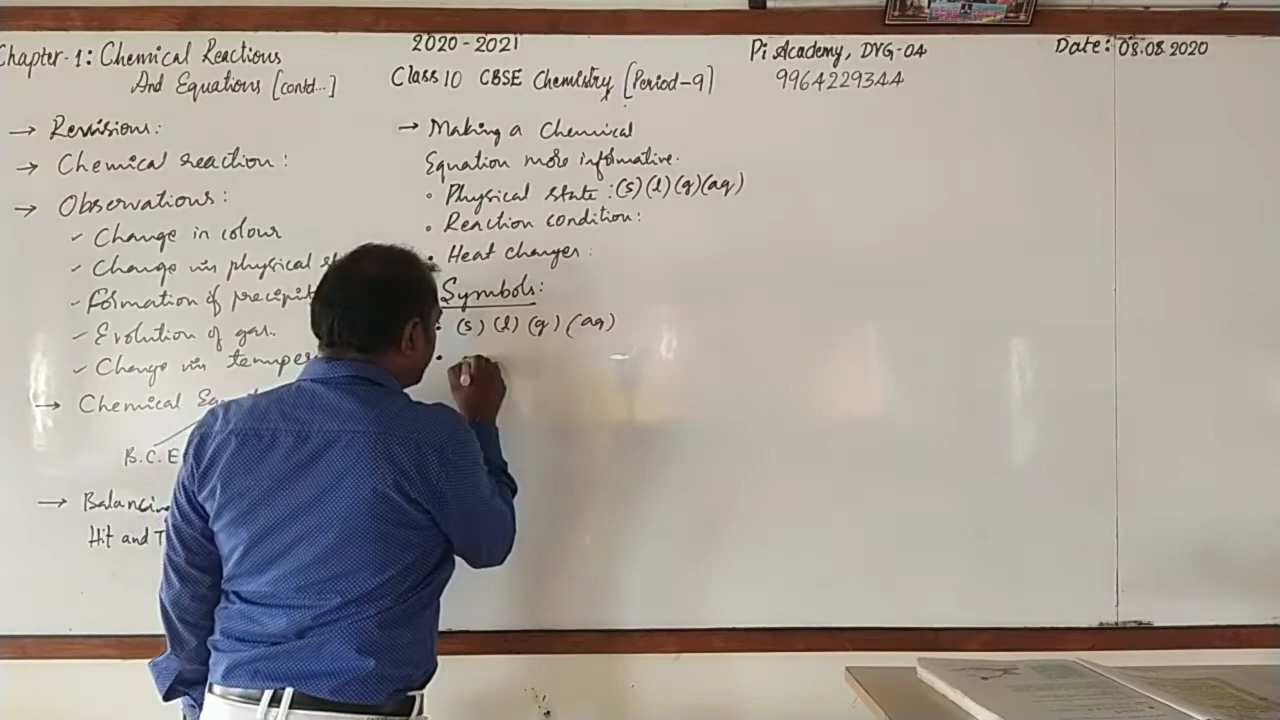 Chapter-1: Chemical Reactions
And Equations [contd...]
2020-2021
Class 10 CBSE Chemistry [Period-9]
Pi Academy, DVG-04
9964229344
Date: 08.08.2020
→ Revisions:
→ Chemical reaction:
→ Observations:
✓ Change in colour
✓ Change in physical
✓ Formation of precipit
✓ Evolution of gas.
✓ Change in temper
→ Chemical Eq
B.C.E
→ Balancin
Hit and T
→ Making a Chemical
Equation more informative.
• Physical state: (s) (l) (g) (aq)
• Reaction condition:
• Heat changes:
Symbols:
• (s) (l) (g) (aq)
•